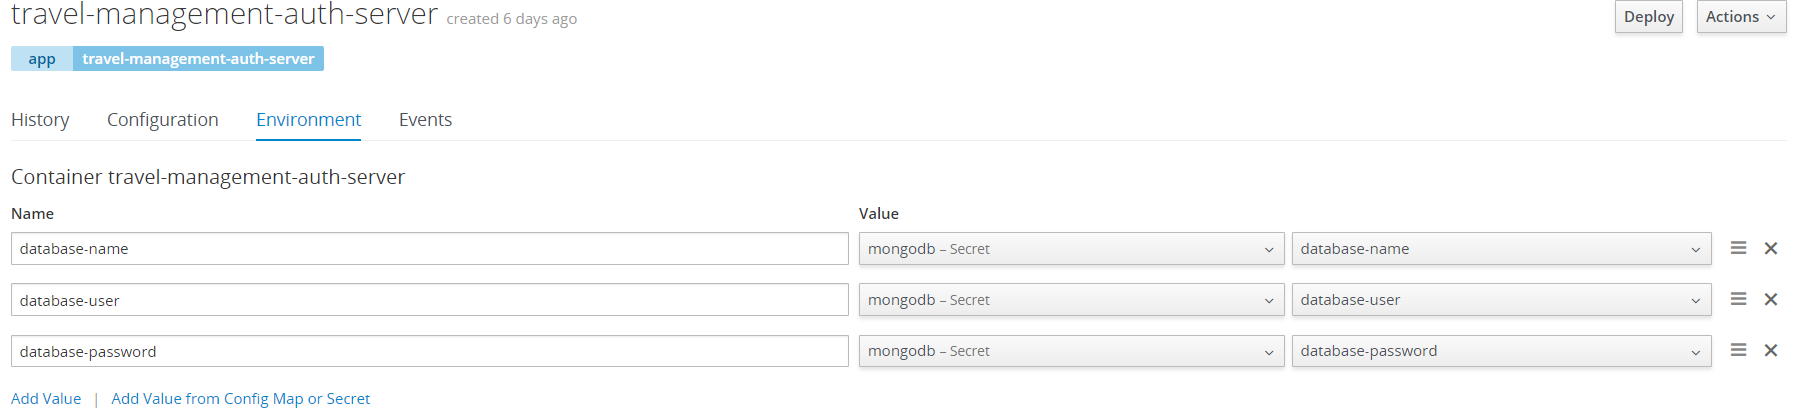 travel-management-auth-server created 6 days ago Deploy Actions
app travel-management-auth-server
History Configuration Environment Events
Container travel-management-auth-server
Name Value
database-name mongodb – Secret database-name
database-user mongodb – Secret database-user
database-password mongodb – Secret database-password
Add Value | Add Value from Config Map or Secret